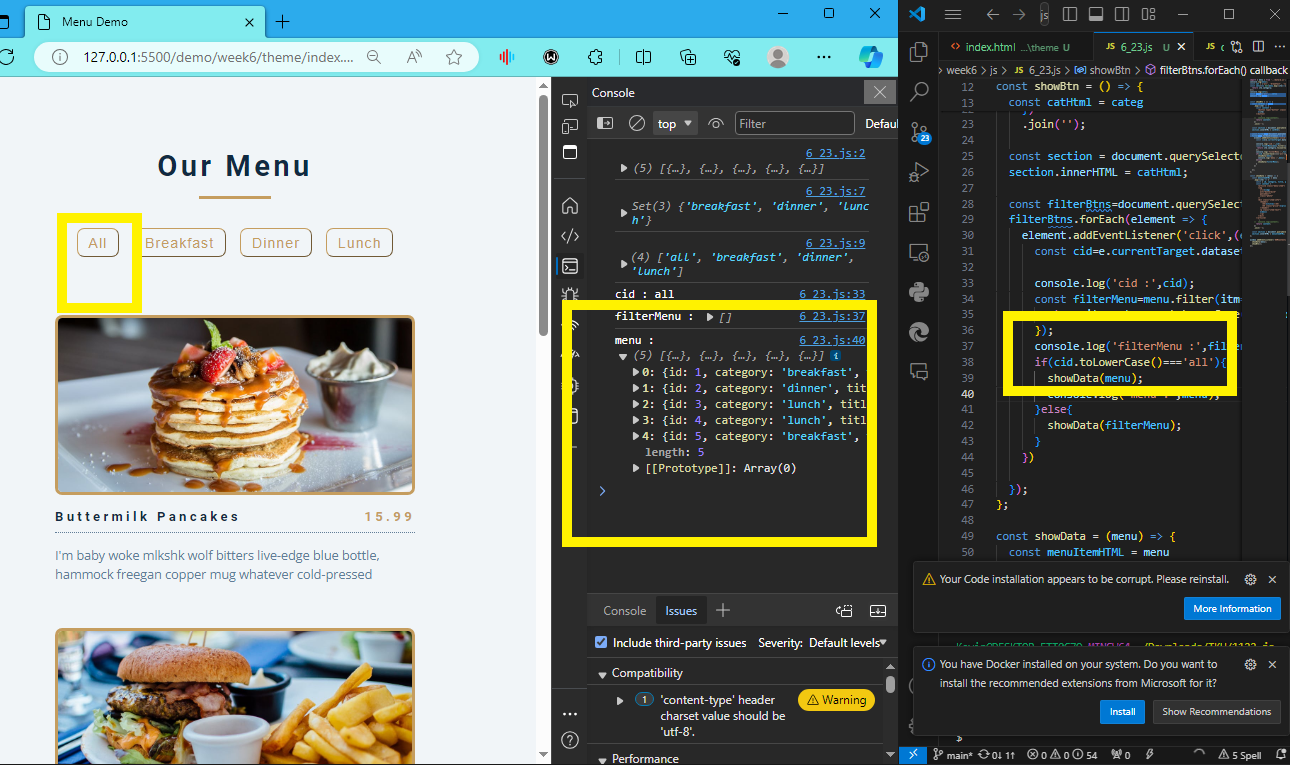 Menu Demo
127.0.0.1:5500/demo/week6/theme/index....
Our Menu
All
Breakfast
Dinner
Lunch
Buttermilk Pancakes
15.99
I'm baby woke mlkshk wolf bitters live-edge blue bottle,
hammock freegan copper mug whatever cold-pressed
Console
top
Filter
Defau
6_23.js:2
(5) [{…}, {…}, {…}, {…}, {…}]
6_23.js:7
Set(3) {'breakfast', 'dinner', 'lunc
h'}
6_23.js:9
(4) ['all', 'breakfast', 'dinner',
'lunch']
cid : all 6_23.js:33
filterMenu : [] 6_23.js:37
menu : 6_23.js:40
(5) [{…}, {…}, {…}, {…}, {…}]
0: {id: 1, category: 'breakfast',
1: {id: 2, category: 'dinner', titl
2: {id: 3, category: 'lunch', titl
3: {id: 4, category: 'lunch', titl
4: {id: 5, category: 'breakfast',
length: 5
[[Prototype]]: Array(0)
Console Issues
Include third-party issues Severity: Default levels
Compatibility
1 'content-type' header
charset value should be
'utf-8'.
Warning
Performance
index.html ...\theme U
JS 6_23.js U
JS
week6 > js > JS 6_23.js > showBtn > filterBtns.forEach() callback
12 const showBtn = () => {
13 const catHtml = categ
23 .join('');
24
25 const section = document.querySelect
26 section.innerHTML = catHtml;
27
28 const filterBtns=document.querySelect
29 filterBtns.forEach(element => {
30 element.addEventListener('click',(
31 const cid=e.currentTarget.dataset
32
33 console.log('cid :',cid);
34 const filterMenu=menu.filter(itm=
35
36 });
37 console.log('filterMenu :',filte
38 if(cid.toLowerCase()==='all'){
39 showData(menu);
40 console.log('menu : ',menu);
41 }else{
42 showData(filterMenu);
43 }
44 })
45
46 });
47 };
48
49 const showData = (menu) => {
50 const menuItemHTML = menu
23
Your Code installation appears to be corrupt. Please reinstall.
More Information
You have Docker installed on your system. Do you want to
install the recommended extensions from Microsoft for it?
Install
Show Recommendations
$
main* 0↓ 1↑ 0 0 54 0 5 Spell